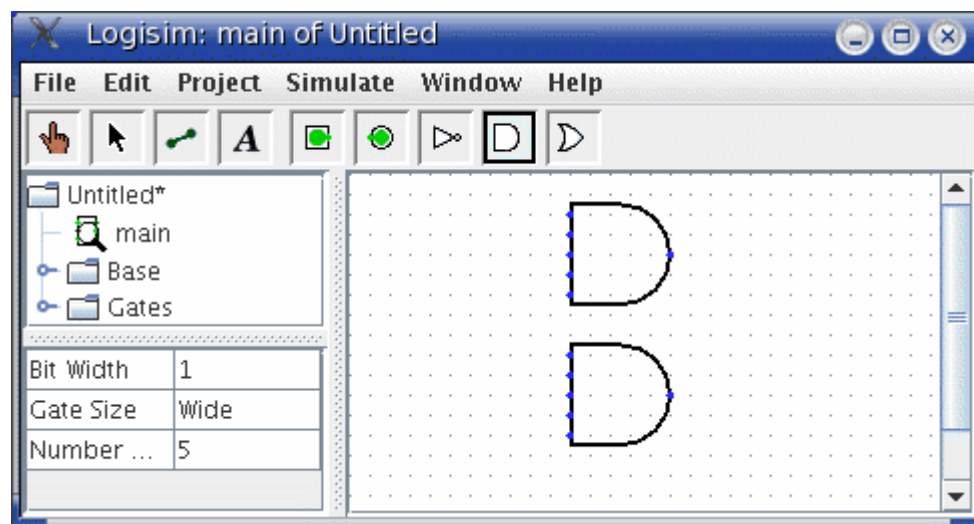 Logisim: main of Untitled
File Edit Project Simulate Window Help
A
Untitled*
main
Base
Gates
Bit Width 1
Gate Size Wide
Number ... 5